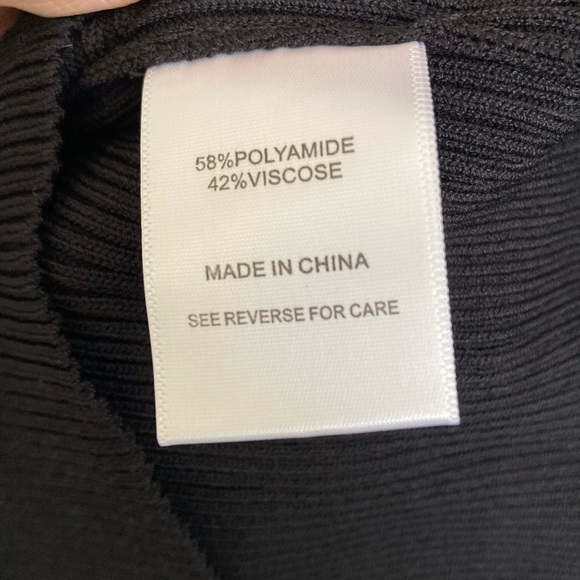 58%POLYAMIDE
42%VISCOSE
MADE IN CHINA
SEE REVERSE FOR CARE